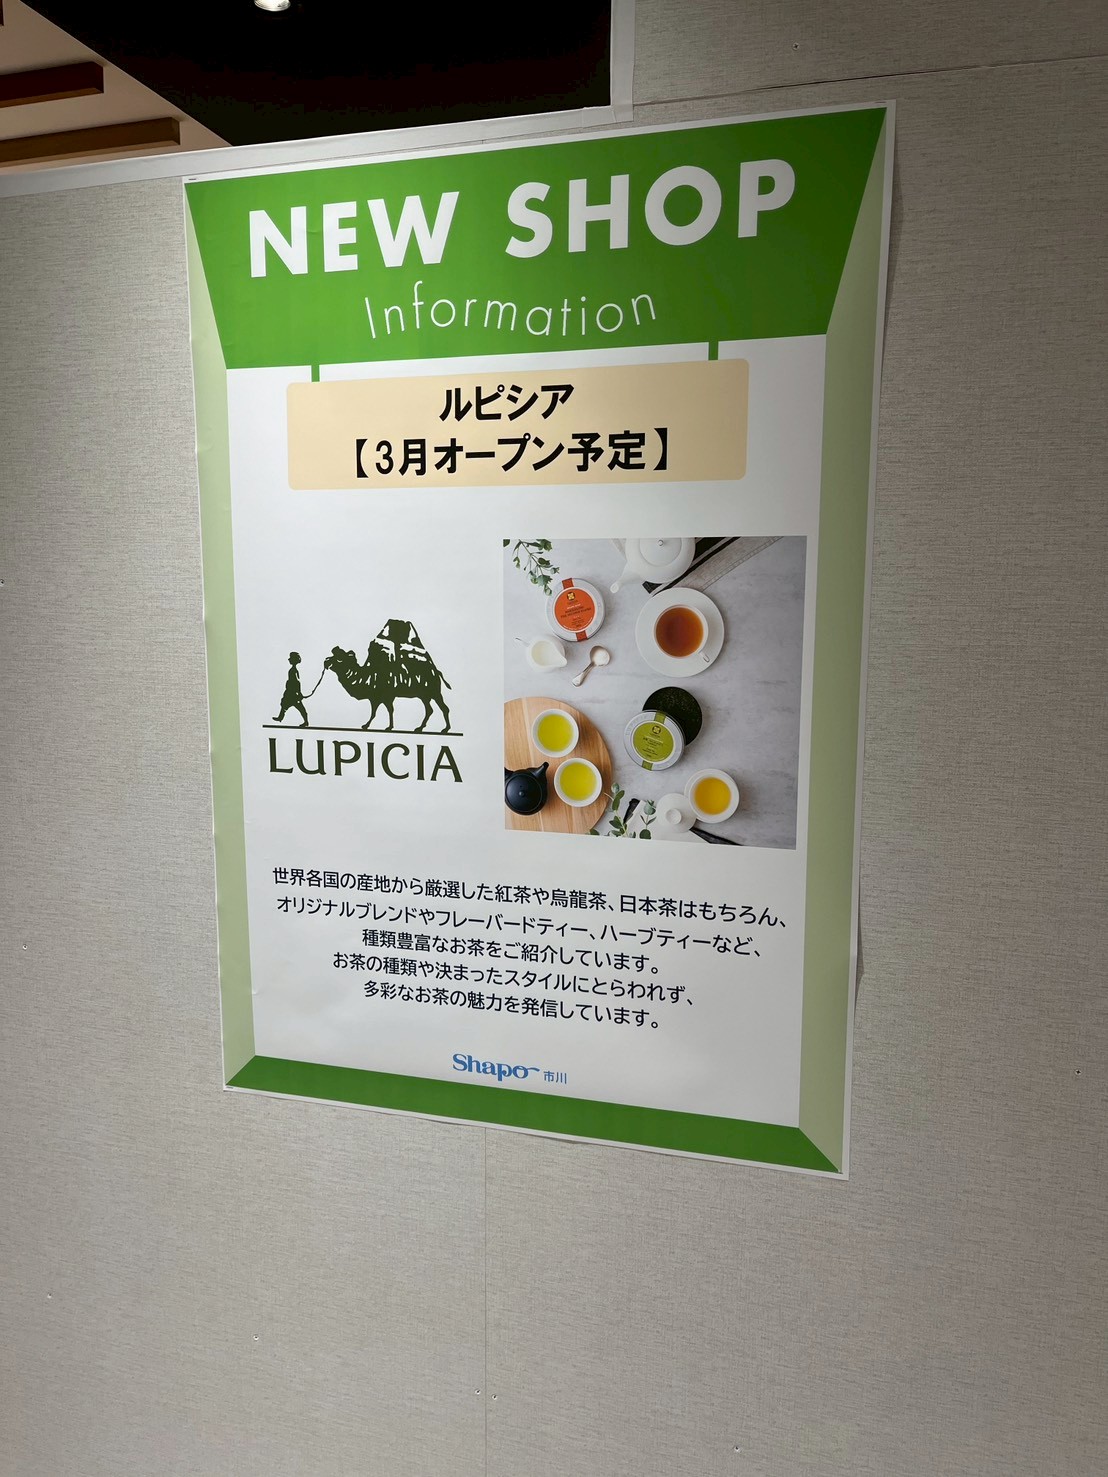 NEW SHOP
Information
ルピシア
【3月オープン予定】
LUPICIA
世界各国の産地から厳選した紅茶や烏龍茶、日本茶はもちろん、
オリジナルブレンドやフレーバードティー、ハーブティーなど、
種類豊富なお茶をご紹介しています。
お茶の種類や決まったスタイルにとらわれず、
多彩なお茶の魅力を発信しています。
Shapo 市川